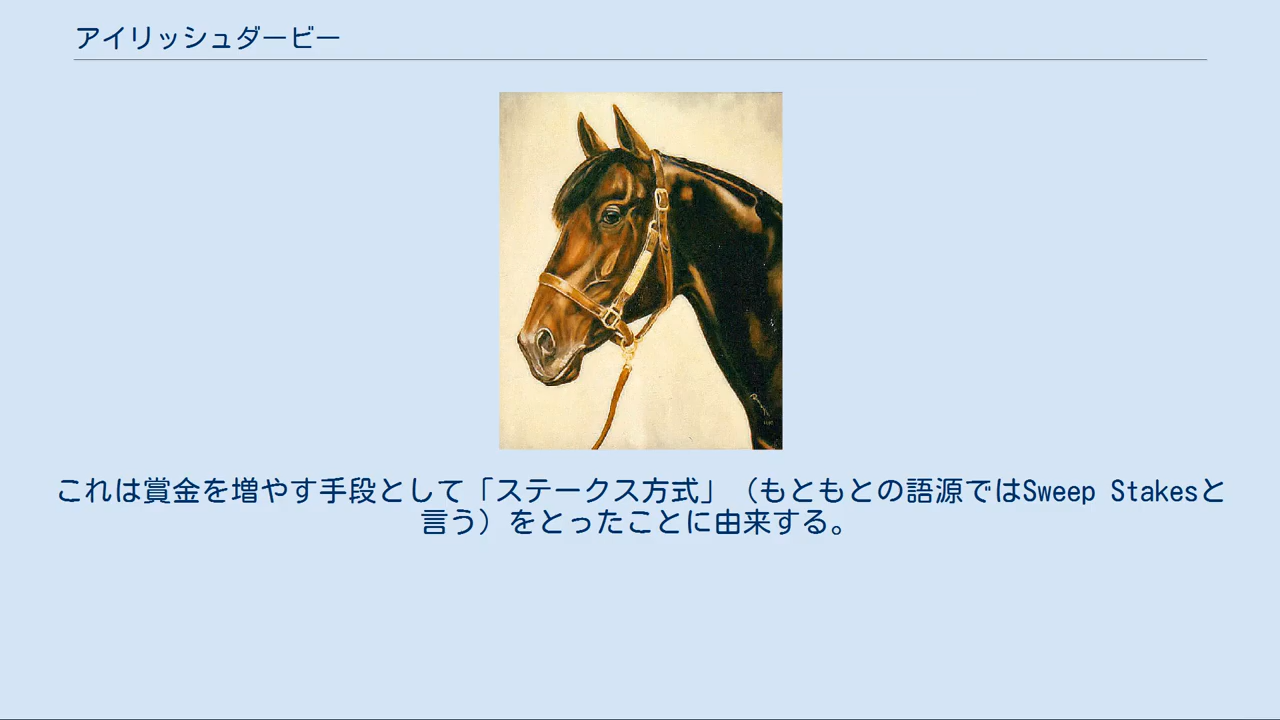 アイリッシュダービー
これは賞金を増やす手段として「ステークス方式」（もともとの語源ではSweep Stakesと
言う）をとったことに由来する。